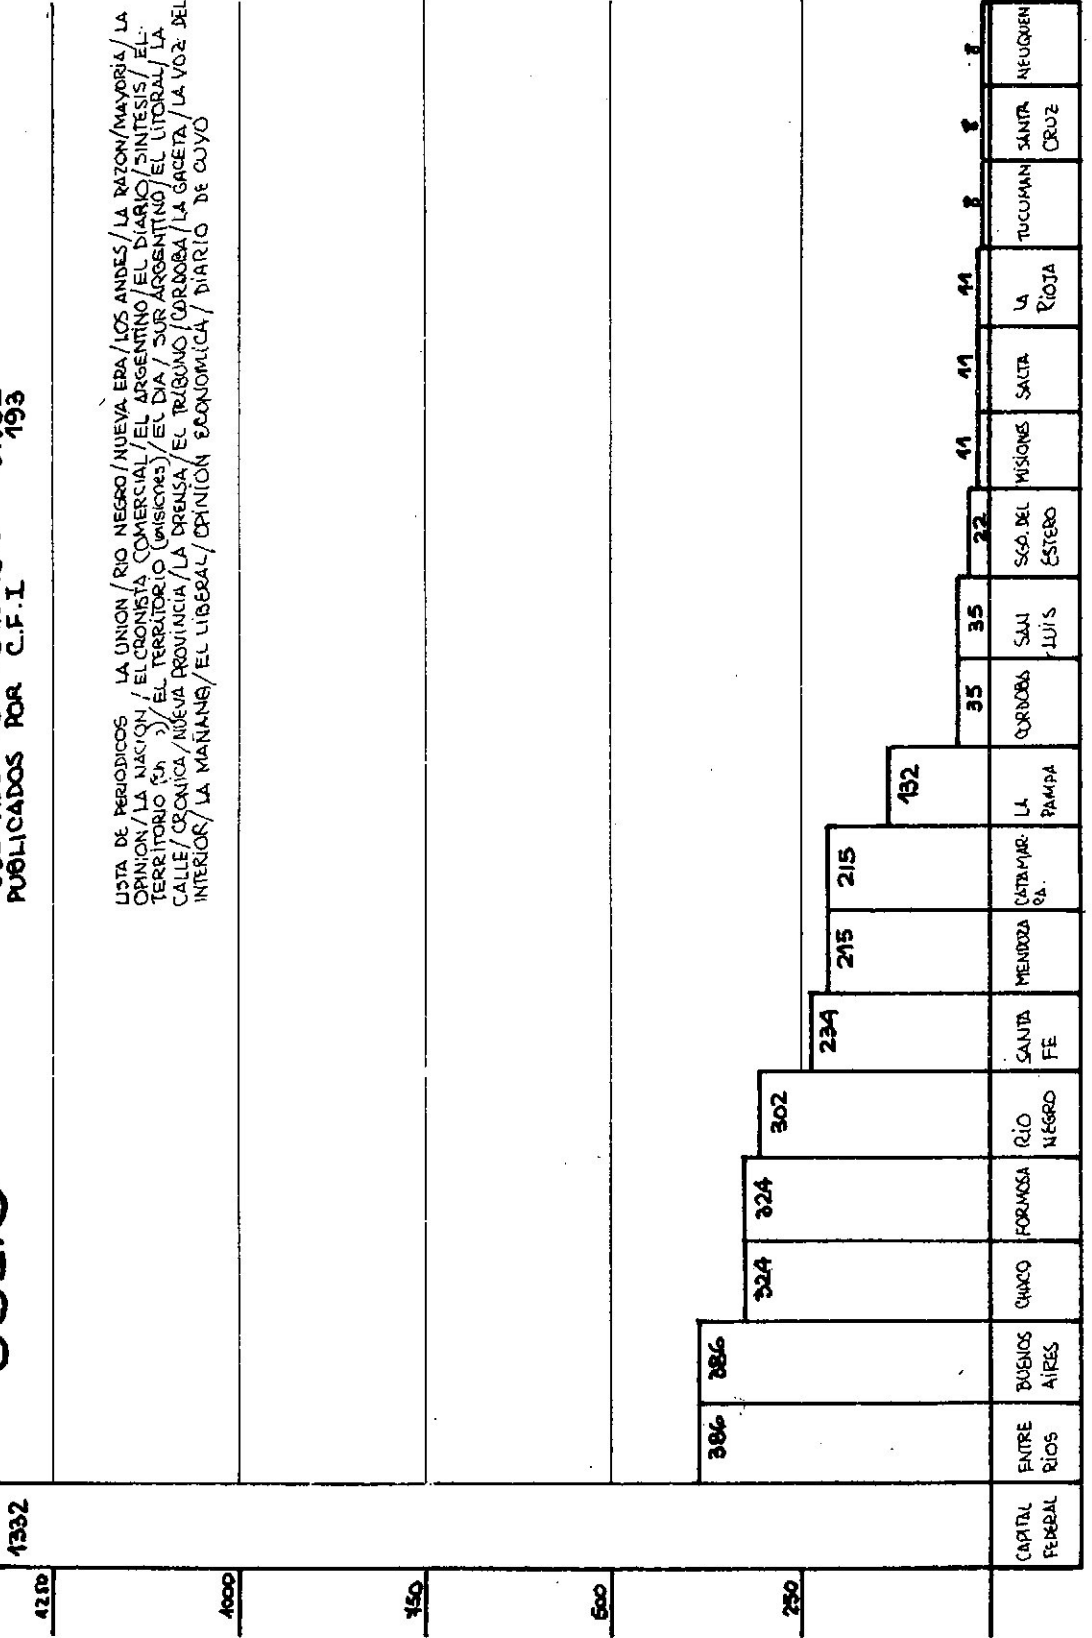 PUBLICADOS POR C.F.I 193
LISTA DE PERIODICOS LA UNION/RIO NEGRO/NUEVA ERA/LOS ANDES/LA RAZON/MAYORIA/LA
OPINION/LA NACION/EL CRONISTA COMERCIAL/EL ARGENTINO/EL DIARIO/SINTESIS/EL
TERRITORIO/EL TERRITORIO (Misiones)/EL DIA/SUR ARGENTINO/EL LITORAL/LA
CALLE/CRONICA/NUEVA PROVINCIA/LA PRENSA/EL TRIBUNO/CORDOBA/LA GACETA/LA VOZ DEL
INTERIOR/LA MAÑANA/EL LIBERAL/OPINIÓN ECONOMICA/DIARIO DE CUYO
1250
1000
750
500
250
1332
386
386
324
324
302
234
215
215
132
35
35
22
11
11
11
8
8
8
CAPITAL
FEDERAL
ENTRE
RIOS
BUENOS
AIRES
CHACO
FORMOSA
RIO
NEGRO
SANTA
FE
MENDOZA
CATAMAR
CA.
LA
PAMPA
CORDOBA
SAN
LUIS
SGO. DEL
ESTERO
MISIONES
SALTA
LA
RIOJA
TUCUMAN
SANTA
CRUZ
NEUQUEN